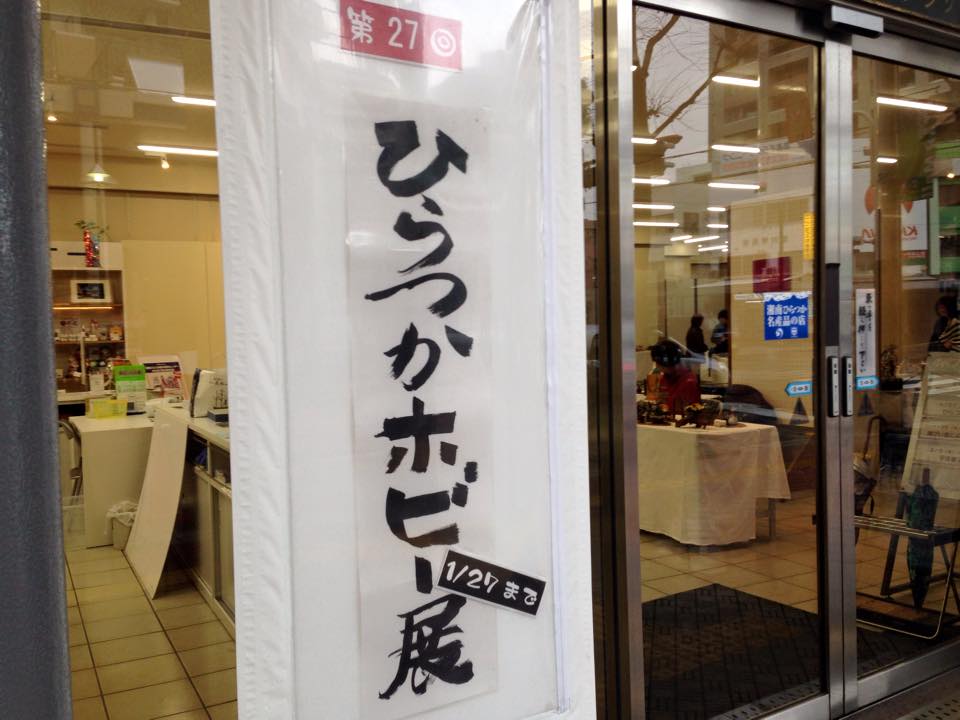 第27回
ひらつかホビー展
1/27まで
湘南ひらつか
名産品の店